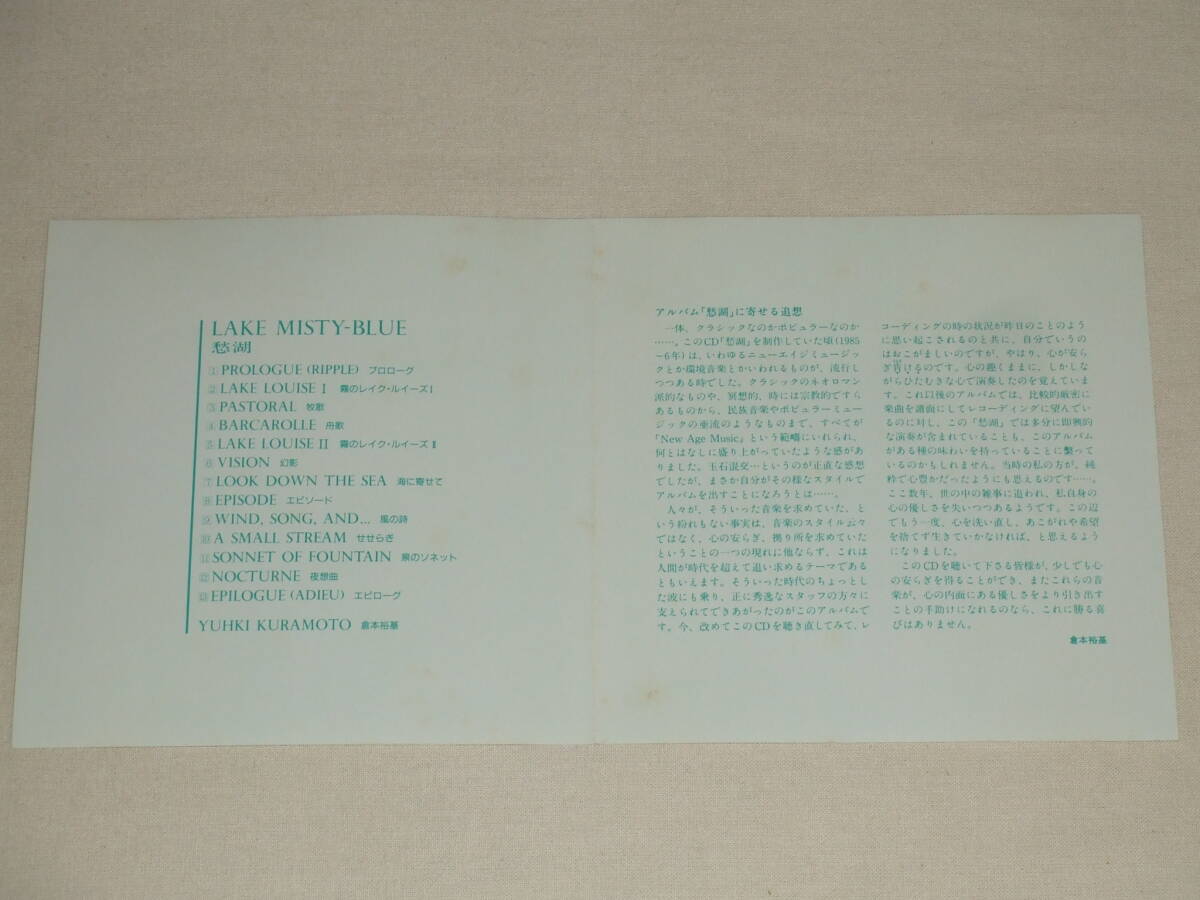 LAKE MISTY-BLUE
愁湖
1 PROLOGUE (RIPPLE) プロローグ
2 LAKE LOUISE I 霧のレイク・ルイーズ I
3 PASTORAL 牧歌
4 BARCAROLLE 舟歌
5 LAKE LOUISE II 霧のレイク・ルイーズ II
6 VISION 幻影
7 LOOK DOWN THE SEA 海に寄せて
8 EPISODE エピソード
9 WIND, SONG, AND... 風の詩
10 A SMALL STREAM せせらぎ
11 SONNET OF FOUNTAIN 泉のソネット
12 NOCTURNE 夜想曲
13 EPILOGUE (ADIEU) エピローグ
YUHKI KURAMOTO 倉本裕基
アルバム「愁湖」に寄せる追想
一体、クラシックなのかポピュラーなのか
……。このCD「愁湖」を制作していた頃(1985
〜6年)は、いわゆるニューエイジミュージッ
クとか環境音楽とかいわれるものが、流行し
つつある時でした。クラシックのネオロマン
派的なものや、冥想的、時には宗教的ですら
あるものから、民族音楽やポピュラーミュー
ジックの亜流のようなものまで、すべてが
「New Age Music」という範疇にいれられ、
何とはなしに盛り上がっていたような感があ
りました。玉石混交…というのが正直な感想
でしたが、まさか自分がその様なスタイルで
アルバムを出すことになろうとは……。
人々が、そういった音楽を求めていた、と
いう紛れもない事実は、音楽のスタイル云々
ではなく、心の安らぎ、拠り所を求めていた
ということの一つの現れに他ならず、これは
人間が時代を超えて追い求めるテーマである
ともいえます。そういった時代のちょっとし
た波にも乗り、正に秀逸なスタッフの方々に
支えられてできあがったのがこのアルバムで
す。今、改めてこのCDを聴き直してみて、レ
コーディングの時の状況が昨日のことのよう
に思い起こされるのと共に、自分でいうの
はおこがましいのですが、やはり、心が安ら
ぎ得けるのです。心の趣くままに、しかしな
がらひたむきな心で演奏したのを覚えていま
す。これ以後のアルバムでは、比較的厳密に
楽曲を譜面にしてレコーディングに望んでい
るのに対し、この「愁湖」では多分に即興的
な演奏が含まれていることも、このアルバム
がある種の味わいを持っていることに繋って
いるのかもしれません。当時の私の方が、純
粋で心豊かだったようにも思えるのです……。
ここ数年、世の中の雑事に追われ、私自身の
心の優しさを失いつつあるようです。この辺
でもう一度、心を洗い直し、あこがれや希望
を捨てず生きていかなければ、と思えるよう
になりました。
このCDを聴いて下さる皆様が、少しでも心
の安らぎを得ることができ、またこれらの音
楽が、心の内面にある優しさをより引き出す
ことの手助けになれるのなら、これに勝る喜
びはありません。
倉本裕基